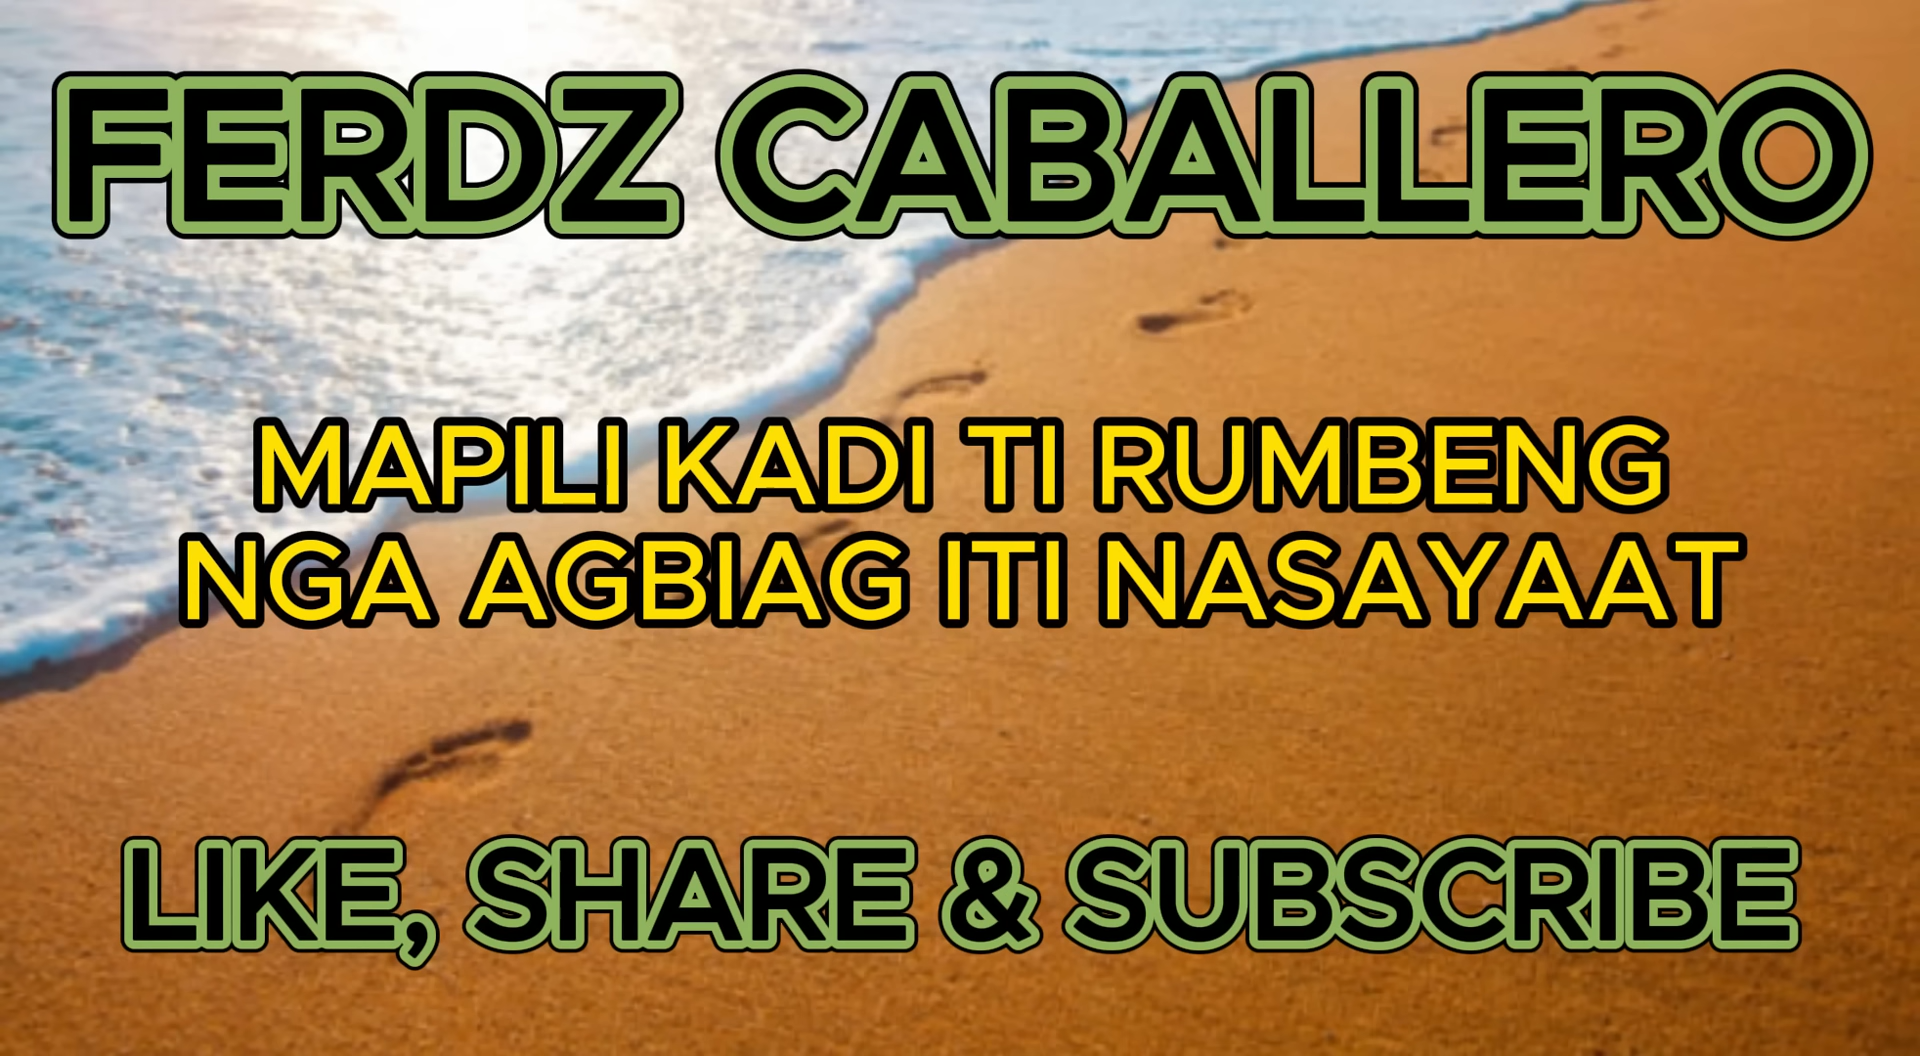 FERDZ CABALLERO
MAPILI KADI TI RUMBENG
NGA AGBIAG ITI NASAYAAT
LIKE, SHARE & SUBSCRIBE